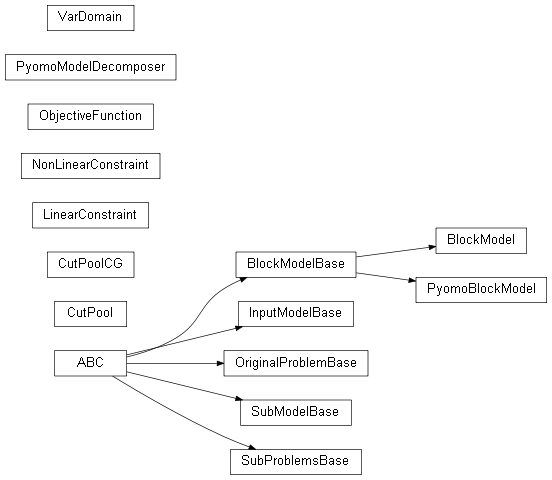 VarDomain
PyomoModelDecomposer
ObjectiveFunction
NonLinearConstraint
LinearConstraint
BlockModel
CutPoolCG
BlockModelBase
PyomoBlockModel
CutPool
InputModelBase
ABC
OriginalProblemBase
SubModelBase
SubProblemsBase